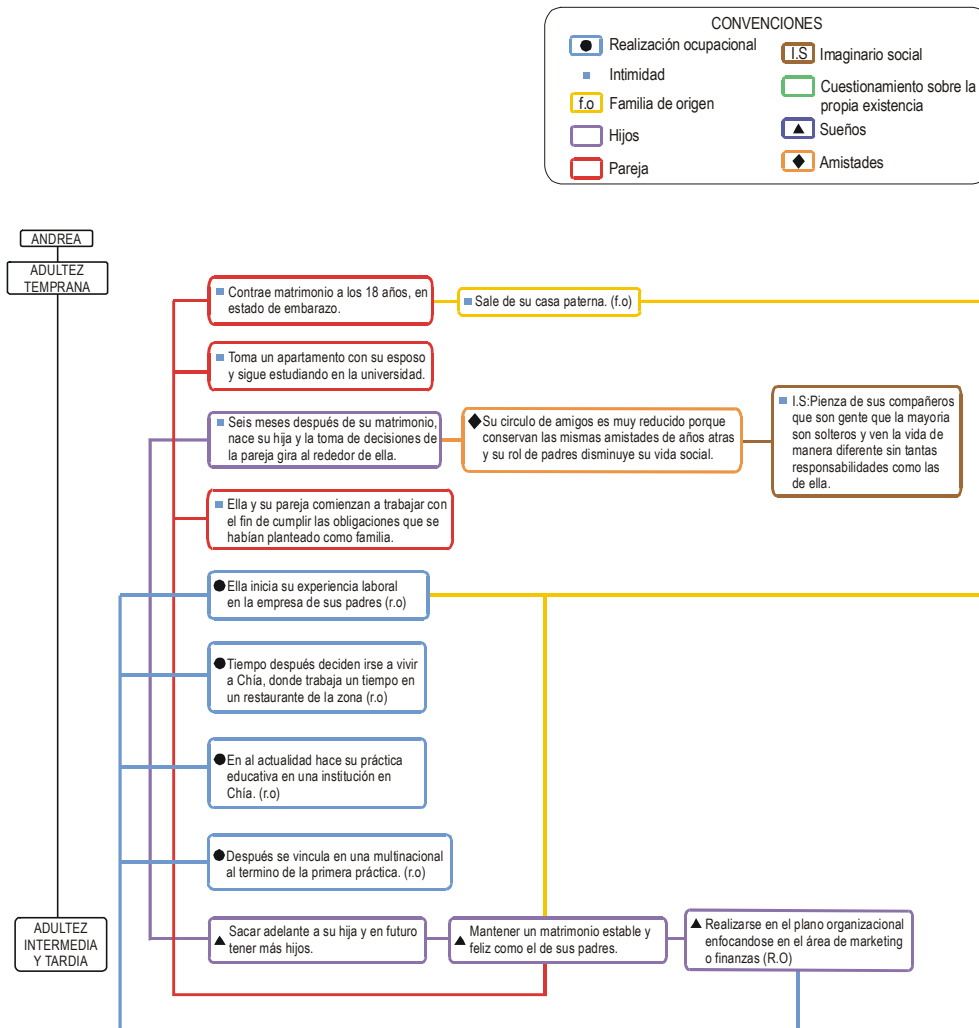 CONVENCIONES
Realización ocupacional
Intimidad
f.o Familia de origen
Hijos
Pareja
I.S Imaginario social
Cuestionamiento sobre la
propia existencia
Sueños
Amistades
ANDREA
ADULTEZ
TEMPRANA
Contrae matrimonio a los 18 años, en
estado de embarazo.
Sale de su casa paterna. (f.o)
Toma un apartamento con su esposo
y sigue estudiando en la universidad.
Seis meses después de su matrimonio,
nace su hija y la toma de decisiones de
la pareja gira al rededor de ella.
Su circulo de amigos es muy reducido porque
conservan las mismas amistades de años atras
y su rol de padres disminuye su vida social.
I.S:Pienza de sus compañeros
que son gente que la mayoria
son solteros y ven la vida de
manera diferente sin tantas
responsabilidades como las
de ella.
Ella y su pareja comienzan a trabajar con
el fin de cumplir las obligaciones que se
habían planteado como familia.
Ella inicia su experiencia laboral
en la empresa de sus padres (r.o)
Tiempo después deciden irse a vivir
a Chía, donde trabaja un tiempo en
un restaurante de la zona (r.o)
En al actualidad hace su práctica
educativa en una institución en
Chía. (r.o)
Después se vincula en una multinacional
al termino de la primera práctica. (r.o)
ADULTEZ
INTERMEDIA
Y TARDIA
Sacar adelante a su hija y en futuro
tener más hijos.
Mantener un matrimonio estable y
feliz como el de sus padres.
Realizarse en el plano organizacional
enfocandose en el área de marketing
o finanzas (R.O)